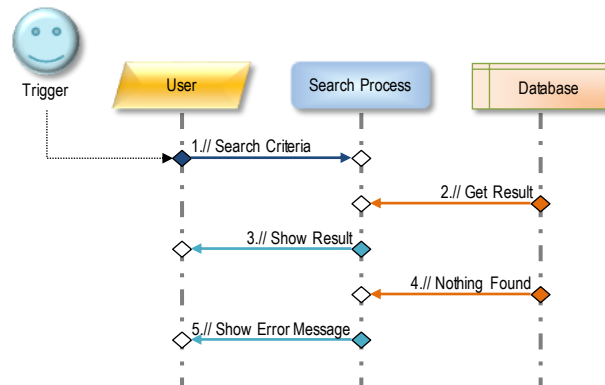 Trigger
User
Search Process
Database
1.// Search Criteria
2.// Get Result
3.// Show Result
4.// Nothing Found
5.// Show Error Message